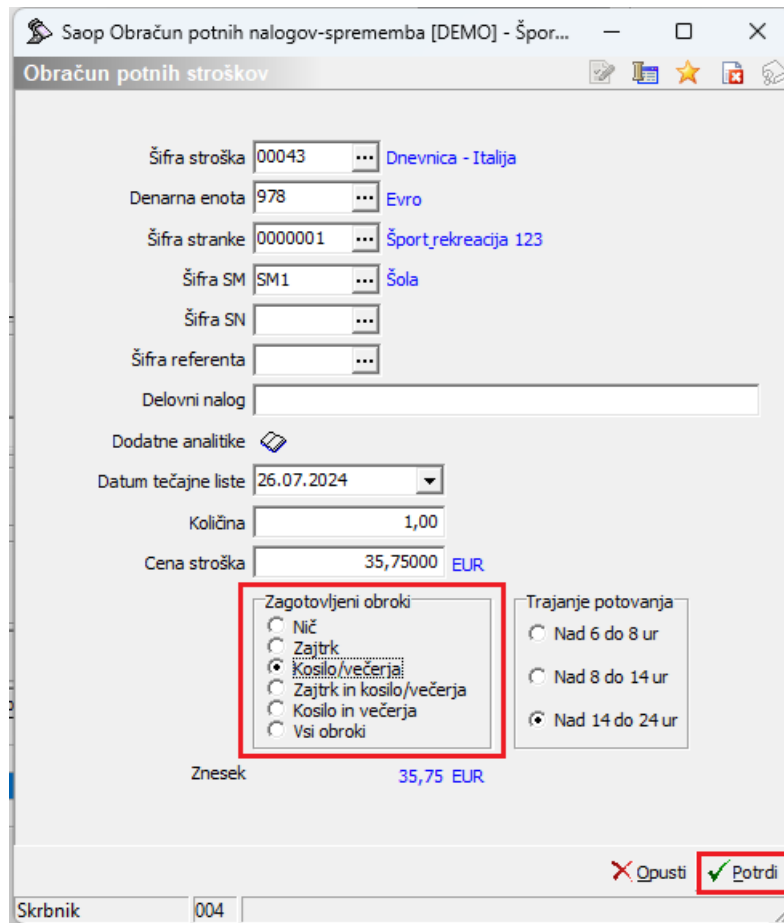 Saop Obračun potnih nalogov-sprememba [DEMO] - Špor...
Obračun potnih stroškov
Šifra stroška 00043 ... Dnevnica - Italija
Denarna enota 978 ... Evro
Šifra stranke 0000001 ... Šport,rekreacija 123
Šifra SM SM1 ... Šola
Šifra SN ...
Šifra referenta ...
Delovni nalog
Dodatne analitike
Datum tečajne liste 26.07.2024
Količina 1,00
Cena stroška 35,75000 EUR
Zagotovljeni obroki
Nič
Zajtrk
Kosilo/večerja
Zajtrk in kosilo/večerja
Kosilo in večerja
Vsi obroki
Trajanje potovanja
Nad 6 do 8 ur
Nad 8 do 14 ur
Nad 14 do 24 ur
Znesek 35,75 EUR
Opusti Potrdi
Skrbnik 004